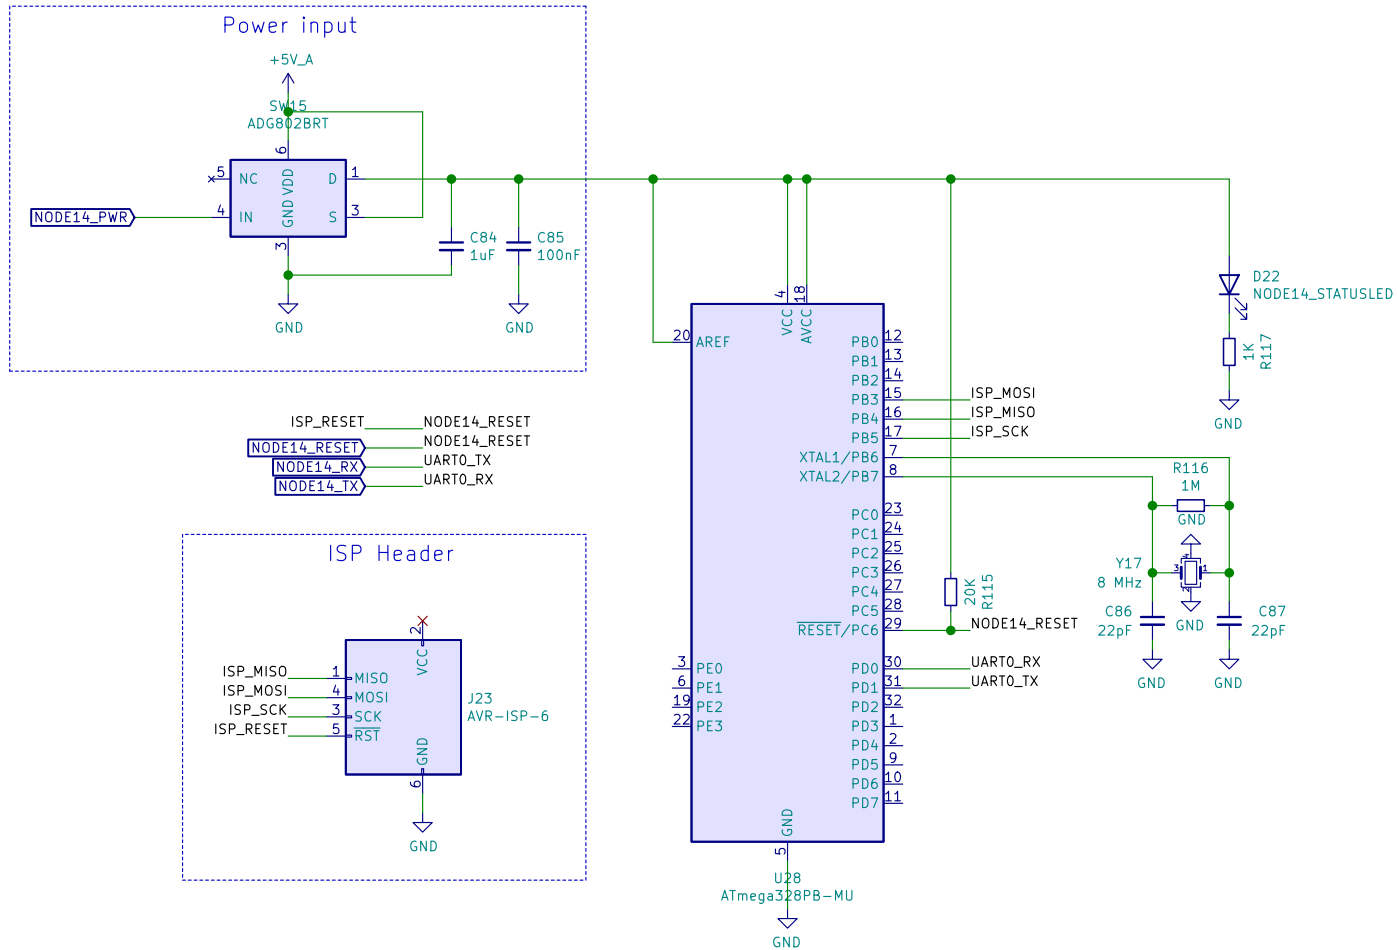 Power input
+5V_A
SW15
ADG802BRT
6
5 NC VDD D 1
NODE14_PWR 4 IN GND S 3
3
C84
1uF
C85
100nF
GND
GND
D22
NODE14_STATUSLED
1K
R117
GND
4 VCC
18 AVCC
20 AREF
PB0 12
PB1 13
PB2 14
PB3 15 ISP_MOSI
PB4 16 ISP_MISO
PB5 17 ISP_SCK
XTAL1/PB6 7
XTAL2/PB7 8
PC0 23
PC1 24
PC2 25
PC3 26
PC4 27
PC5 28
RESET/PC6 29 NODE14_RESET
PD0 30 UART0_RX
PD1 31 UART0_TX
PD2 32
PD3 1
PD4 2
PD5 9
PD6 10
PD7 11
3 PE0
6 PE1
19 PE2
22 PE3
GND
5
U28
ATmega328PB-MU
GND
20K
R115
R116
1M
GND
Y17
8 MHz
4
3 1
2
GND
C86
22pF
C87
22pF
GND
GND
ISP_RESET NODE14_RESET
NODE14_RESET NODE14_RESET
NODE14_RX UART0_TX
NODE14_TX UART0_RX
ISP Header
2
VCC
ISP_MISO 1 MISO
ISP_MOSI 4 MOSI
ISP_SCK 3 SCK
ISP_RESET 5 RST
GND
6
J23
AVR-ISP-6
GND